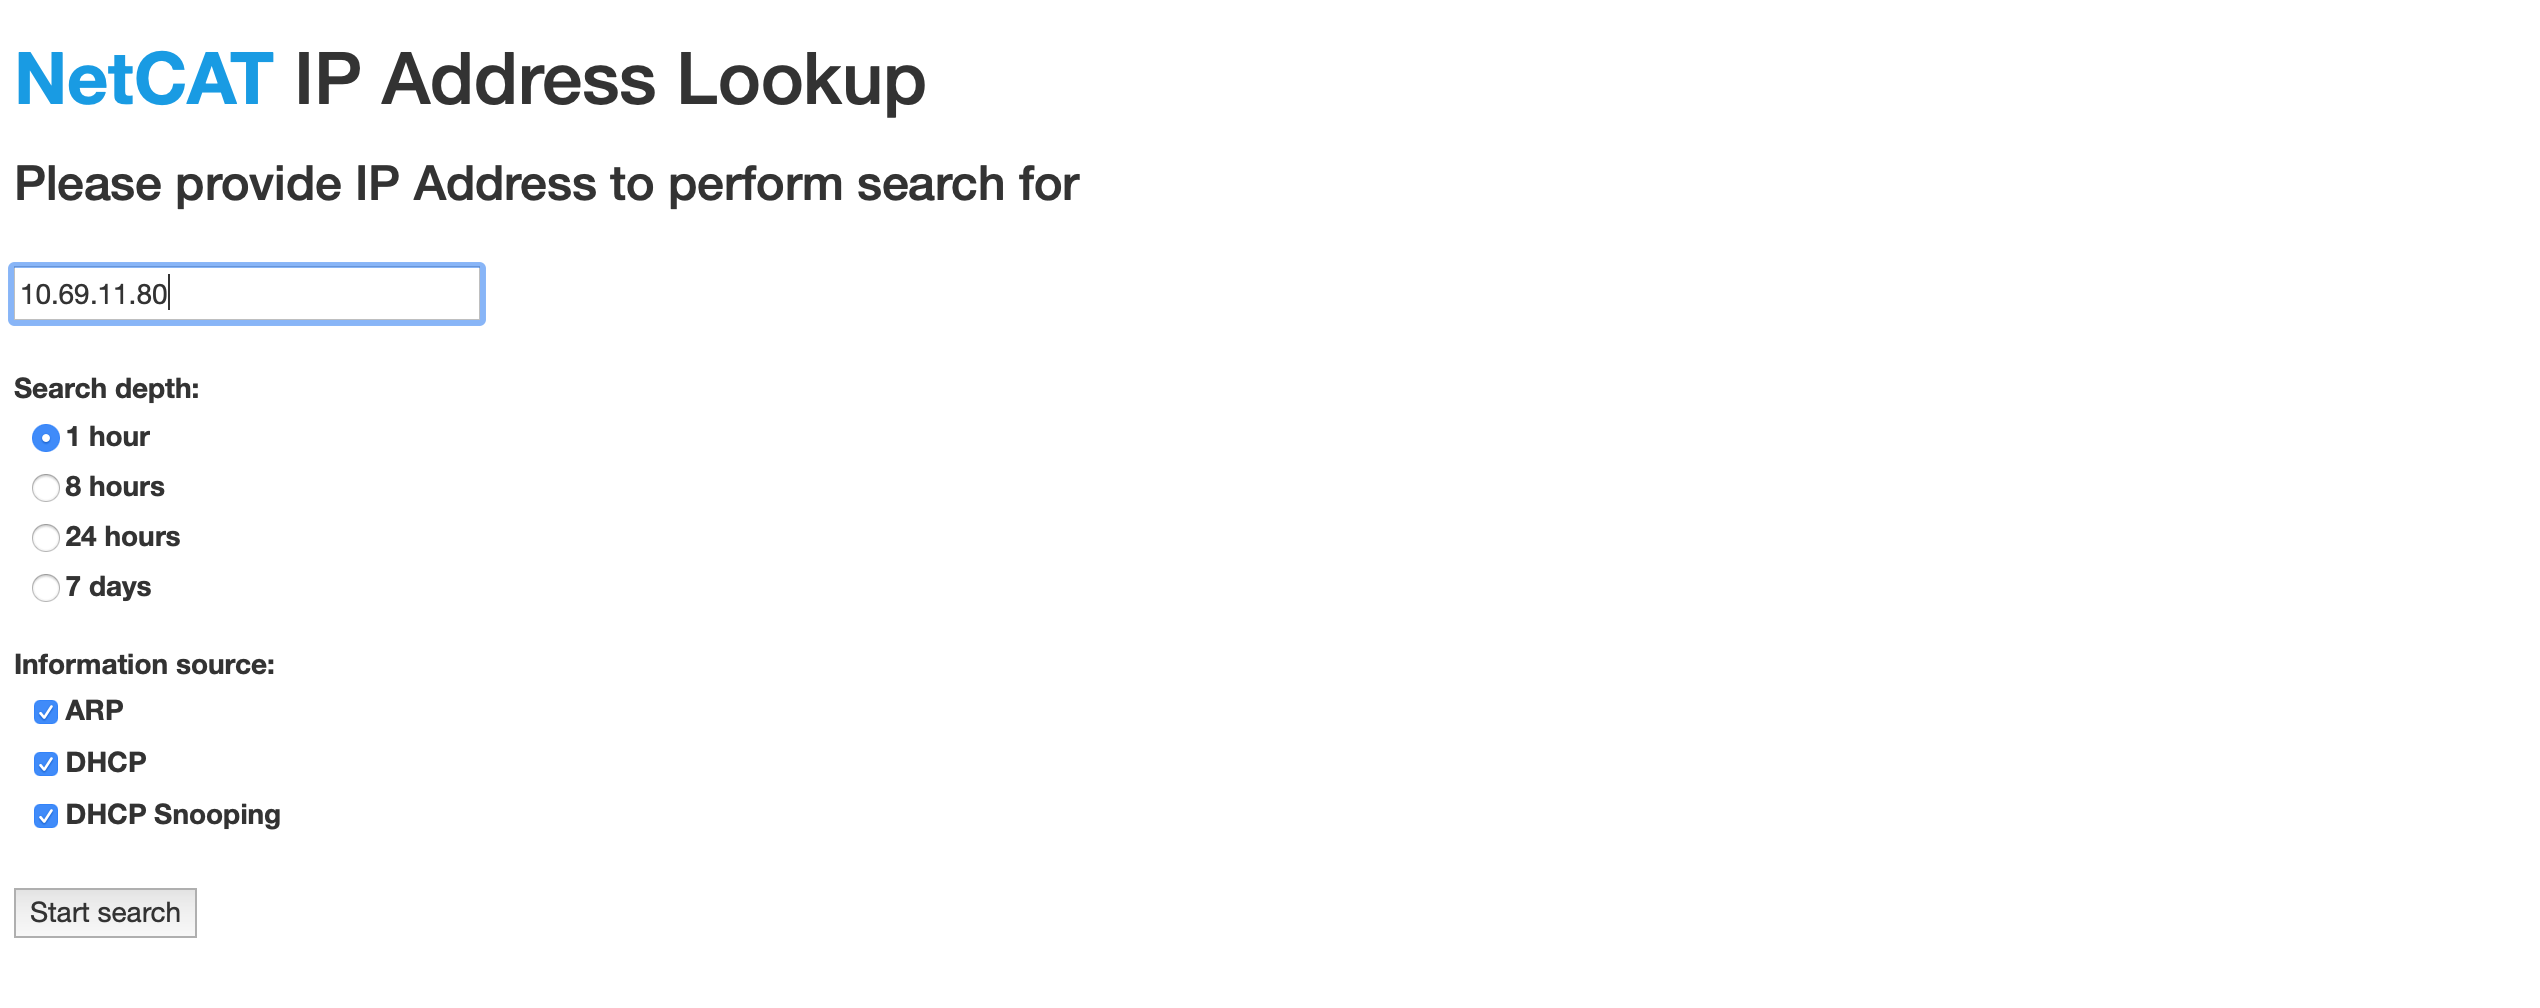 NetCAT IP Address Lookup
Please provide IP Address to perform search for
10.69.11.80
Search depth:
1 hour
8 hours
24 hours
7 days
Information source:
ARP
DHCP
DHCP Snooping
Start search